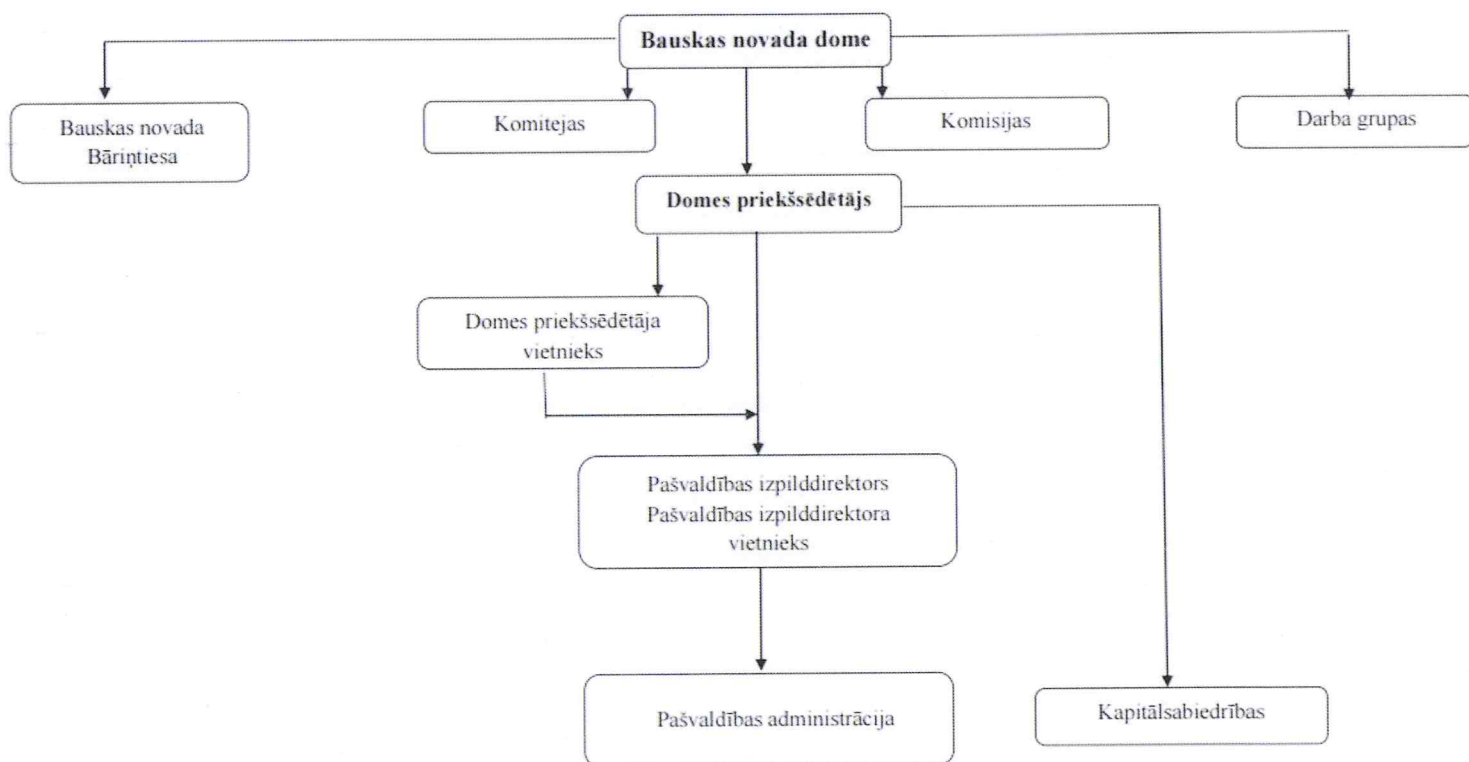 Bauskas novada dome
Bauskas novada
Bāriņtiesa
Komitejas
Komisijas
Darba grupas
Domes priekšsēdētājs
Domes priekšsēdētāja
vietnieks
Pašvaldības izpilddirektors
Pašvaldības izpilddirektora
vietnieks
Pašvaldības administrācija
Kapitālsabiedrības